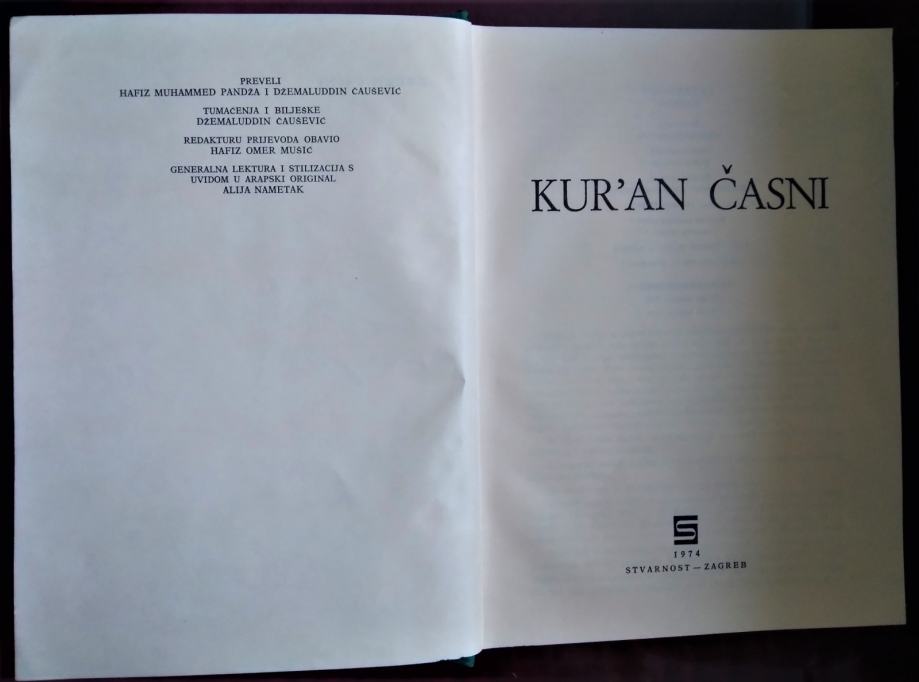 PREVELI
HAFIZ MUHAMMED PANDŽA I DŽEMALUDDIN ČAUŠEVIĆ
TUMAČENJA I BILJEŠKE
DŽEMALUDDIN ČAUŠEVIĆ
REDAKTURU PRIJEVODA OBAVIO
HAFIZ OMER MUŠIĆ
GENERALNA LEKTURA I STILIZACIJA S
UVIDOM U ARAPSKI ORIGINAL
ALIJA NAMETAK
KUR'AN ČASNI
S
1974
STVARNOST — ZAGREB